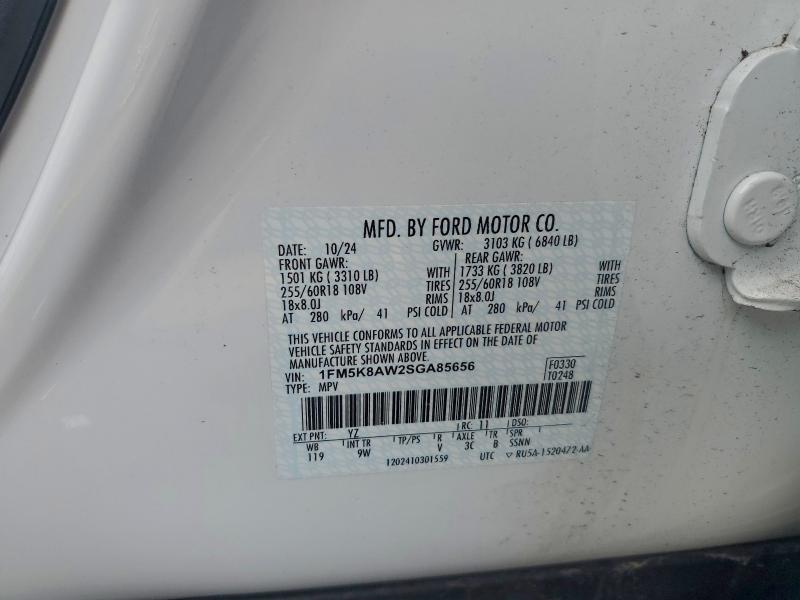 MFD. BY FORD MOTOR CO.
DATE: 10/24 GVWR: 3103 KG ( 6840 LB)
FRONT GAWR: REAR GAWR:
1501 KG ( 3310 LB) WITH 1733 KG ( 3820 LB) WITH
255/60R18 108V TIRES 255/60R18 108V TIRES
18x8.0J RIMS 18x8.0J RIMS
AT 280 kPa/ 41 PSI COLD AT 280 kPa/ 41 PSI COLD
THIS VEHICLE CONFORMS TO ALL APPLICABLE FEDERAL MOTOR
VEHICLE SAFETY STANDARDS IN EFFECT ON THE DATE OF
MANUFACTURE SHOWN ABOVE.
VIN: 1FM5K8AW2SGA85656 F0330
TYPE: MPV T0248
EXT PNT: YZ RC: 11 DSO:
WB INT TR TP/PS R AXLE TR SPR
119 9W V 3C B SSNN
1202410301559 UTC ▽ RU5A-1520472-AA